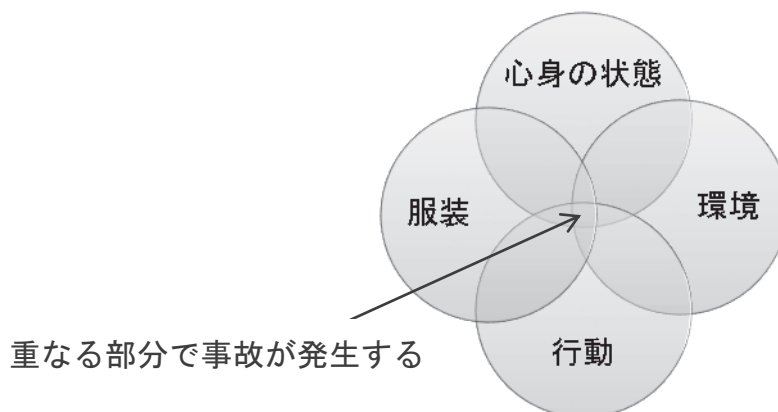 心身の状態
服装
環境
行動
重なる部分で事故が発生する